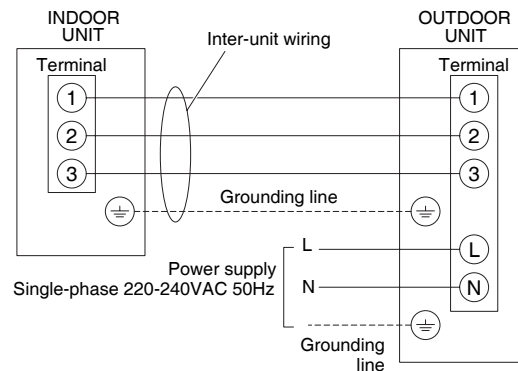 INDOOR
UNIT
OUTDOOR
UNIT
Inter-unit wiring
Terminal
Terminal
1
1
2
2
3
3
Grounding line
L
L
Power supply
Single-phase 220-240VAC 50Hz
N
N
Grounding
line